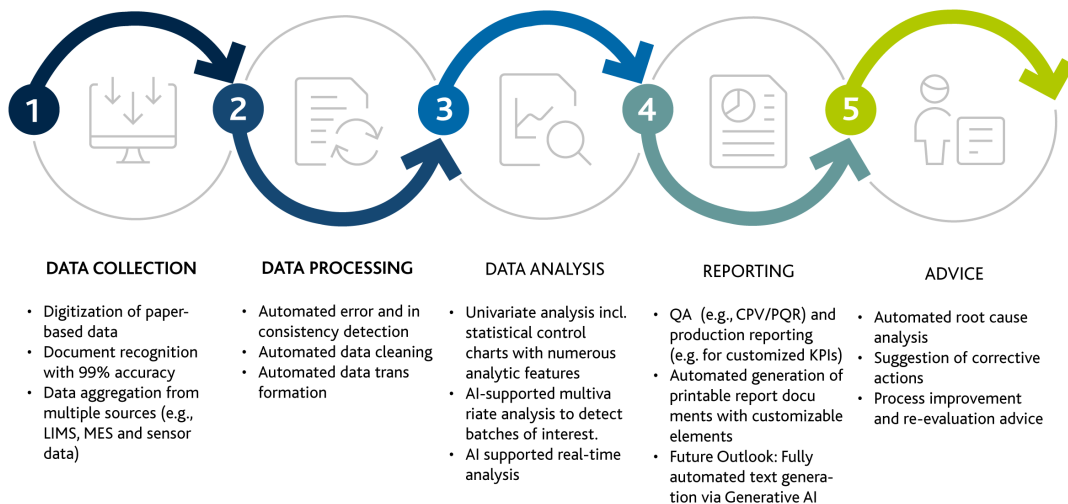 1
2
3
4
5
DATA COLLECTION
• Digitization of paper-
based data
• Document recognition
with 99% accuracy
• Data aggregation from
multiple sources (e.g.,
LIMS, MES and sensor
data)
DATA PROCESSING
• Automated error and in
consistency detection
• Automated data cleaning
• Automated data trans
formation
DATA ANALYSIS
• Univariate analysis incl.
statistical control
charts with numerous
analytic features
• AI-supported multiva
riate analysis to detect
batches of interest.
• AI supported real-time
analysis
REPORTING
• QA (e.g., CPV/PQR) and
production reporting
(e.g. for customized KPIs)
• Automated generation of
printable report docu
ments with customizable
elements
• Future Outlook: Fully
automated text genera-
tion via Generative AI
ADVICE
• Automated root cause
analysis
• Suggestion of corrective
actions
• Process improvement
and re-evaluation advice